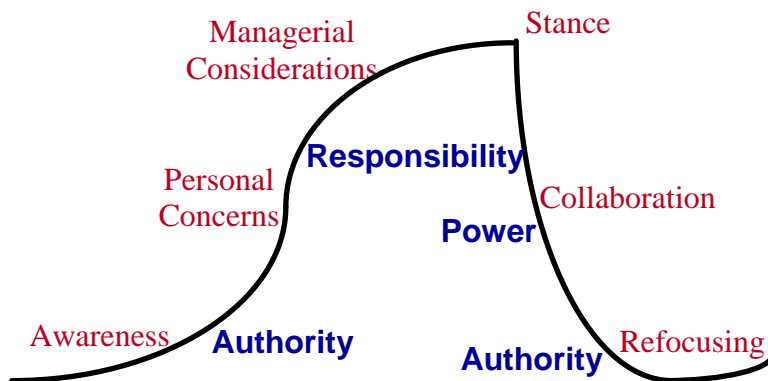 Managerial
Considerations
Stance
Responsibility
Personal
Concerns
Collaboration
Power
Awareness
Authority
Authority
Refocusing